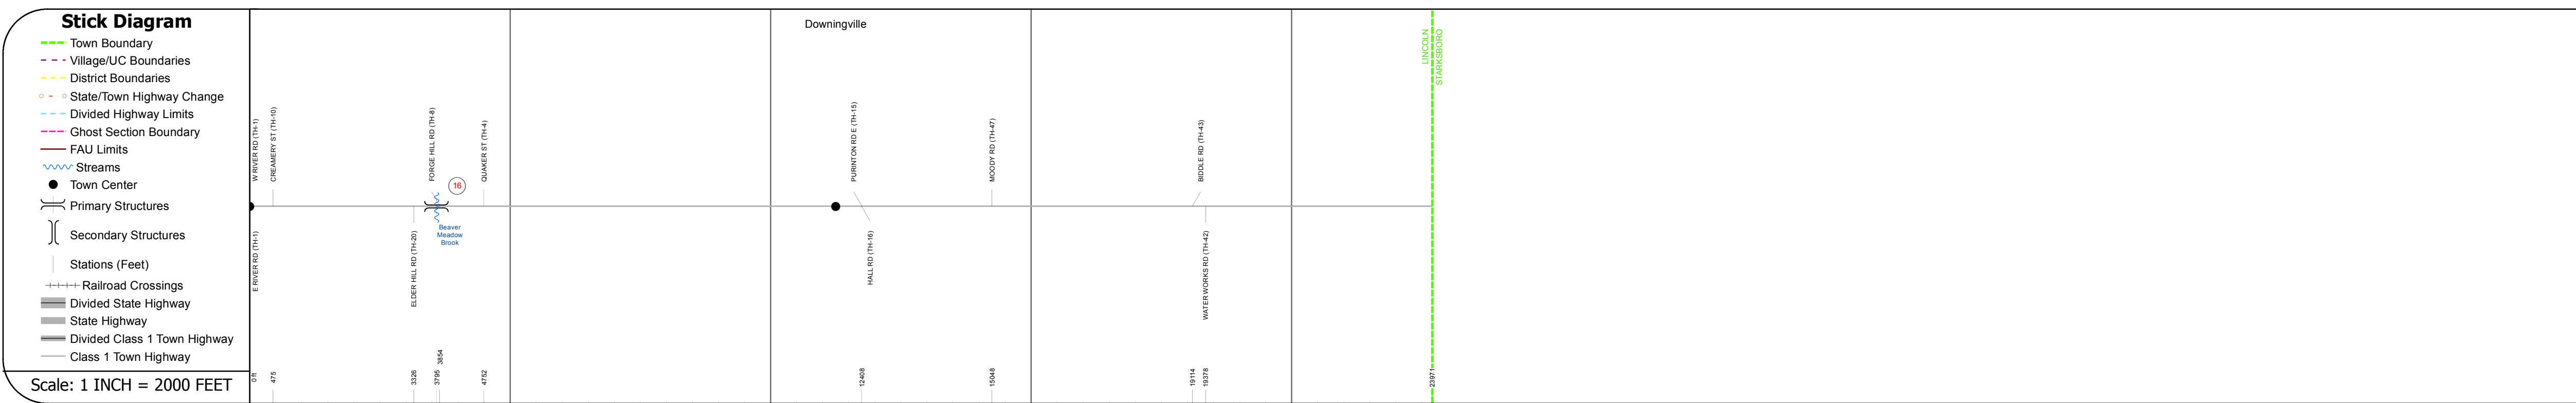 Stick Diagram
Town Boundary
Village/UC Boundaries
District Boundaries
State/Town Highway Change
Divided Highway Limits
Ghost Section Boundary
FAU Limits
Streams
Town Center
Primary Structures
Secondary Structures
Stations (Feet)
Railroad Crossings
Divided State Highway
State Highway
Divided Class 1 Town Highway
Class 1 Town Highway
Scale: 1 INCH = 2000 FEET
Downingville
LINCOLN
STARKSBORO
W RIVER RD (TH-1)
CREAMERY ST (TH-10)
FORGE HILL RD (TH-8)
16
QUAKER ST (TH-4)
PURINTON RD E (TH-15)
MOODY RD (TH-47)
BIDDLE RD (TH-43)
E RIVER RD (TH-1)
ELDER HILL RD (TH-20)
Beaver
Meadow
Brook
HALL RD (TH-16)
WATER WORKS RD (TH-42)
0 ft
475
3326
3795
3854
4752
12408
15048
19114
19378
23971